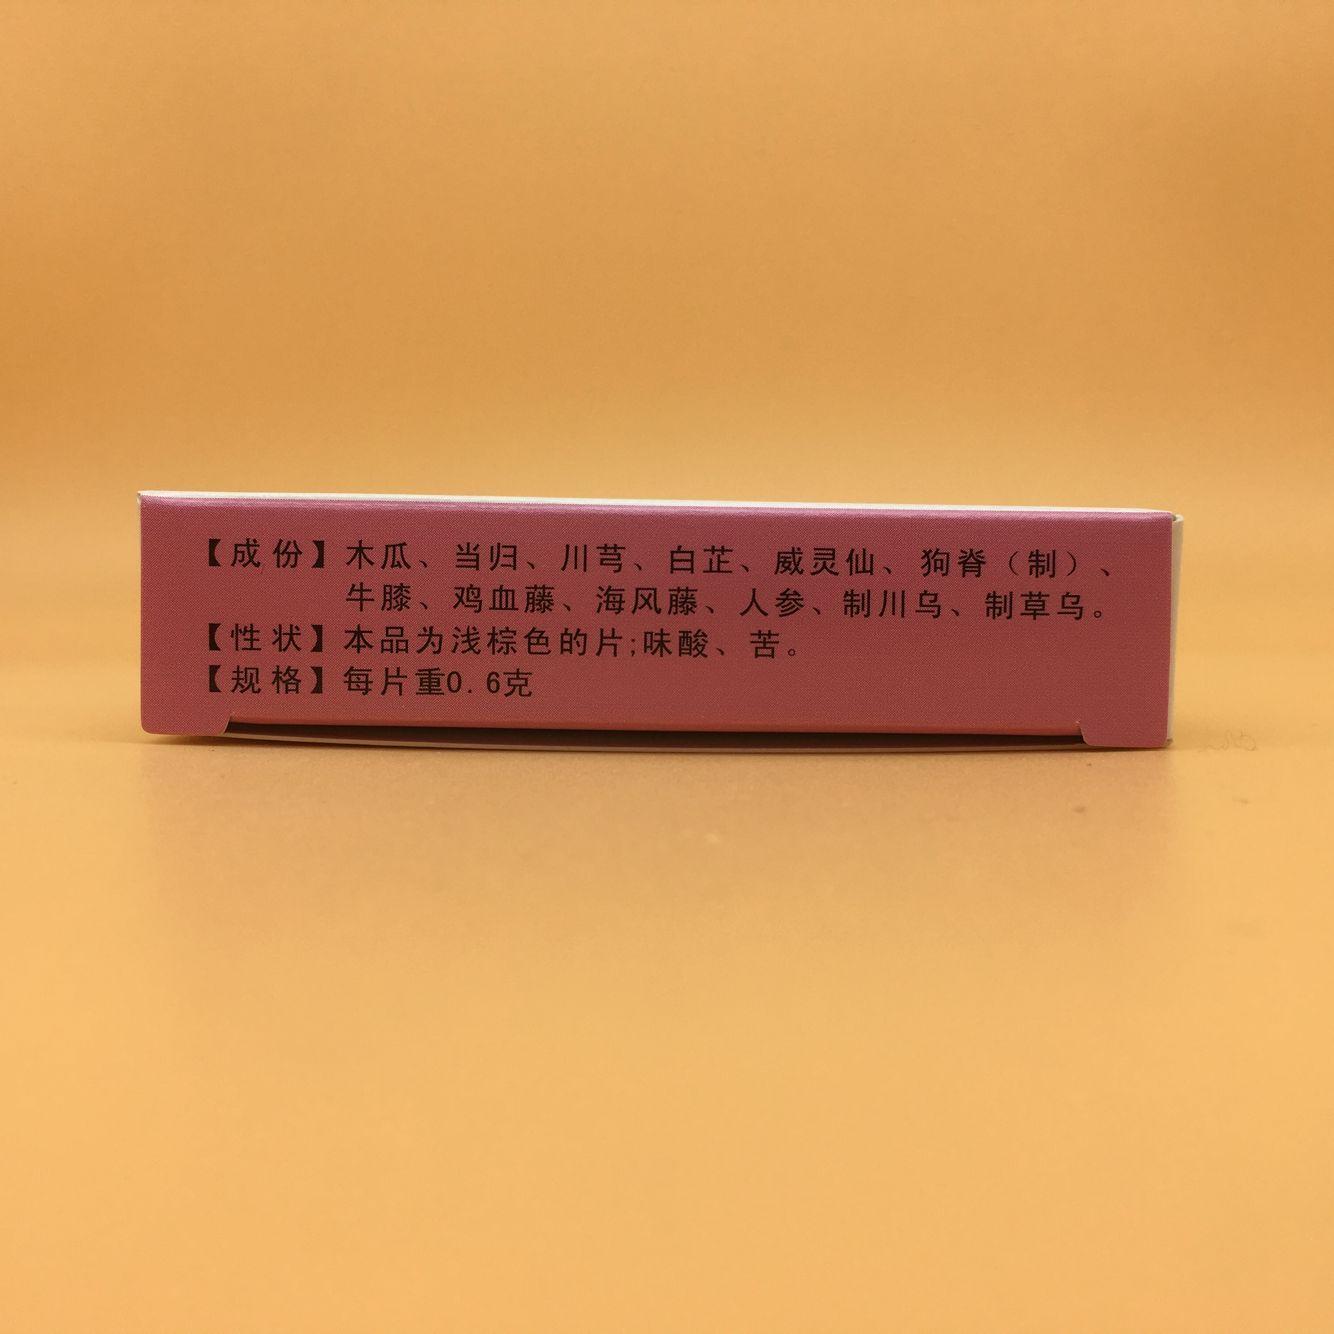 【成份】木瓜、当归、川芎、白芷、威灵仙、狗脊（制）、
牛膝、鸡血藤、海风藤、人参、制川乌、制草乌。
【性状】本品为浅棕色的片;味酸、苦。
【规格】每片重0.6克